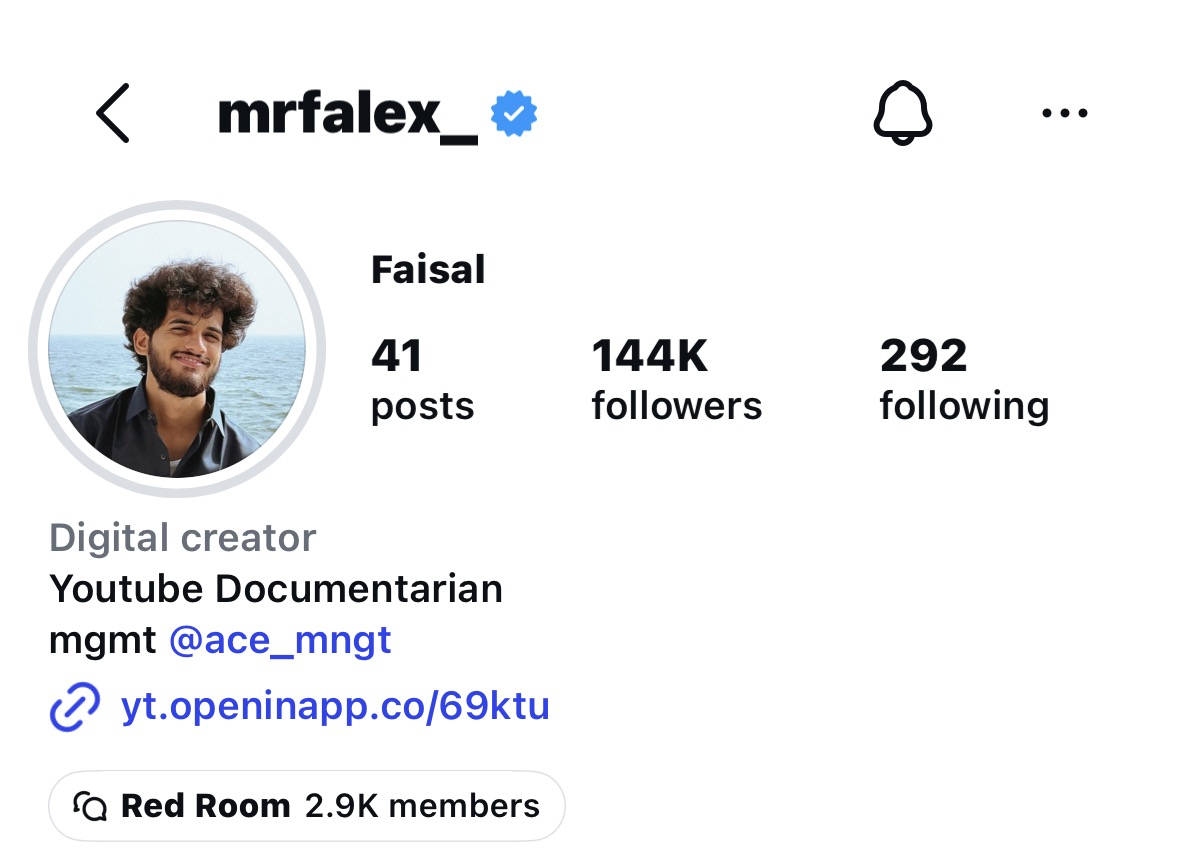 mrfalex_
Faisal
41 144K 292
posts followers following
Digital creator
Youtube Documentarian
mgmt @ace_mngt
yt.openinapp.co/69ktu
Red Room 2.9K members